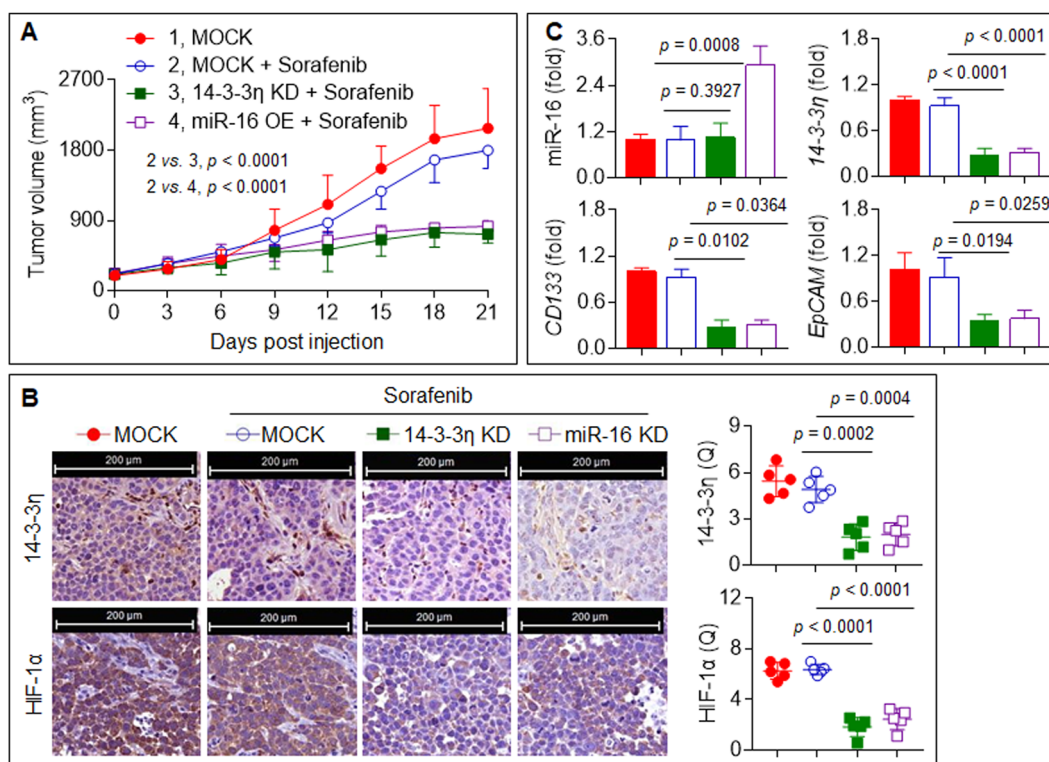 A
1, MOCK
2, MOCK + Sorafenib
3, 14-3-3η KD + Sorafenib
4, miR-16 OE + Sorafenib
2 vs. 3, p < 0.0001
2 vs. 4, p < 0.0001
Tumor volume (mm³)
2700
1800
900
0
0 3 6 9 12 15 18 21
Days post injection
C
miR-16 (fold)
3.6
2.4
1.2
0.0
p = 0.0008
p = 0.3927
14-3-3η (fold)
1.8
1.2
0.6
0.0
p < 0.0001
p < 0.0001
CD133 (fold)
1.8
1.2
0.6
0.0
p = 0.0364
p = 0.0102
EpCAM (fold)
1.8
1.2
0.6
0.0
p = 0.0259
p = 0.0194
B
Sorafenib
MOCK MOCK 14-3-3η KD miR-16 KD
200 µm 200 µm 200 µm 200 µm
14-3-3η
200 µm 200 µm 200 µm 200 µm
HIF-1α
14-3-3η (Q)
9
6
3
0
p = 0.0004
p = 0.0002
HIF-1α (Q)
12
8
4
0
p < 0.0001
p < 0.0001